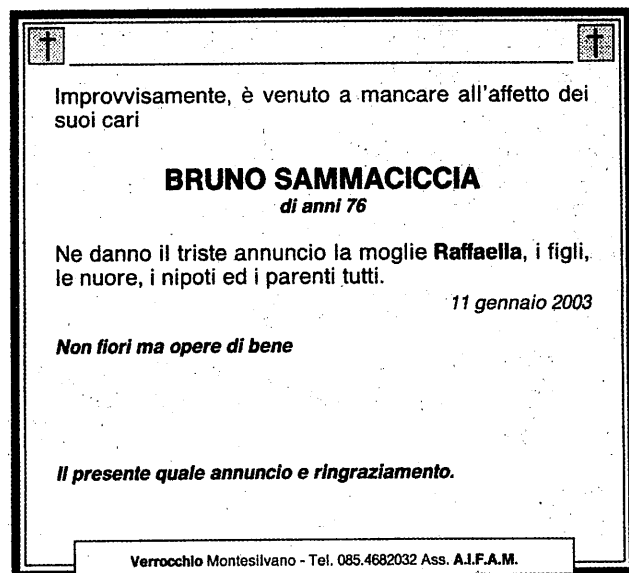 Improvvisamente, è venuto a mancare all'affetto dei
suoi cari
BRUNO SAMMACICCIA
di anni 76
Ne danno il triste annuncio la moglie Raffaella, i figli,
le nuore, i nipoti ed i parenti tutti.
11 gennaio 2003
Non fiori ma opere di bene
Il presente quale annuncio e ringraziamento.
Verrocchio Montesilvano - Tel. 085.4682032 Ass. A.I.F.A.M.